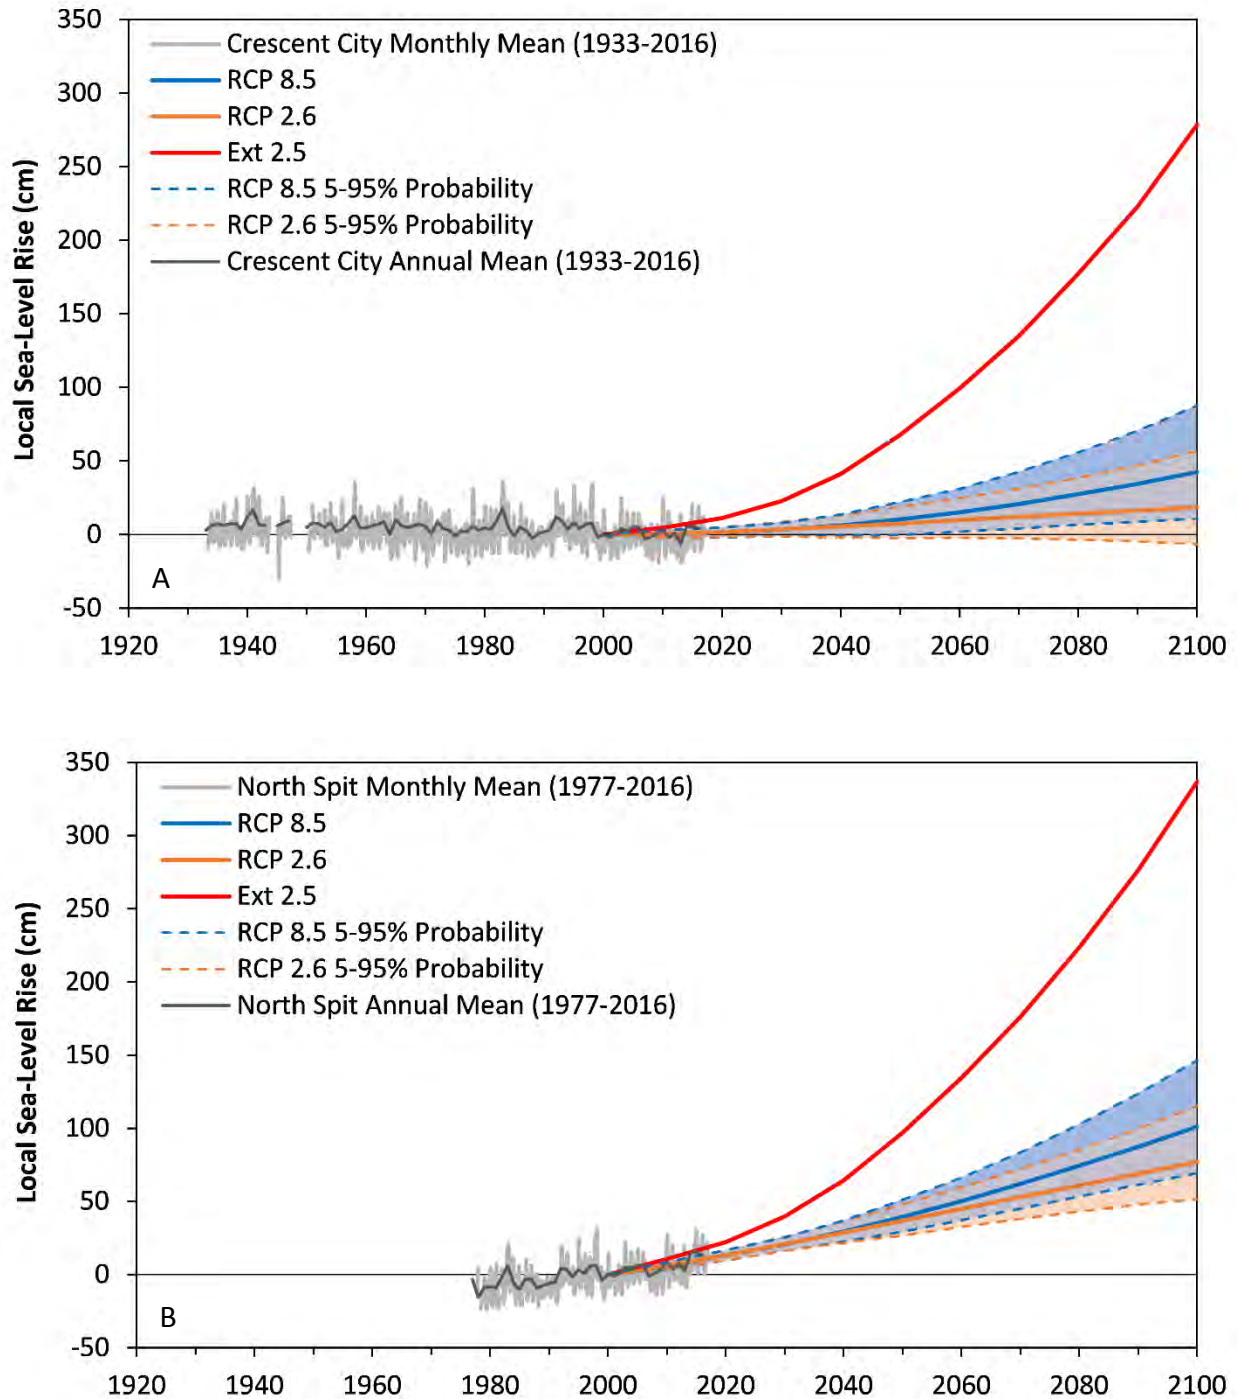 350
300
250
200
150
100
50
0
-50
Local Sea-Level Rise (cm)
Crescent City Monthly Mean (1933-2016)
RCP 8.5
RCP 2.6
Ext 2.5
RCP 8.5 5-95% Probability
RCP 2.6 5-95% Probability
Crescent City Annual Mean (1933-2016)
A
1920 1940 1960 1980 2000 2020 2040 2060 2080 2100
350
300
250
200
150
100
50
0
-50
Local Sea-Level Rise (cm)
North Spit Monthly Mean (1977-2016)
RCP 8.5
RCP 2.6
Ext 2.5
RCP 8.5 5-95% Probability
RCP 2.6 5-95% Probability
North Spit Annual Mean (1977-2016)
B
1920 1940 1960 1980 2000 2020 2040 2060 2080 2100